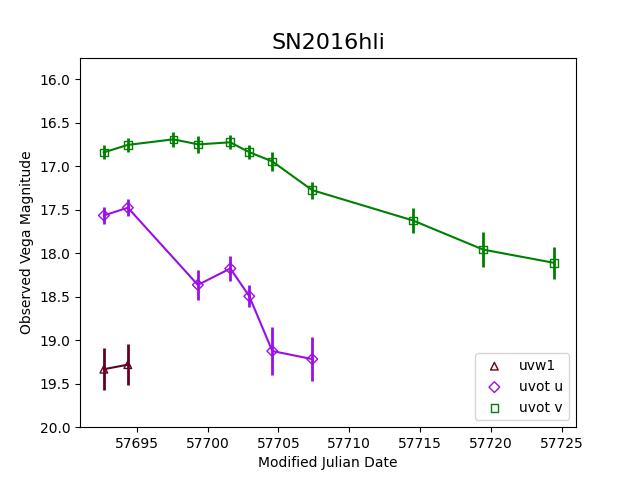 SN2016hli
16.0
16.5
17.0
17.5
18.0
18.5
19.0
19.5
20.0
Observed Vega Magnitude
uvw1
uvot u
uvot v
57695 57700 57705 57710 57715 57720 57725
Modified Julian Date